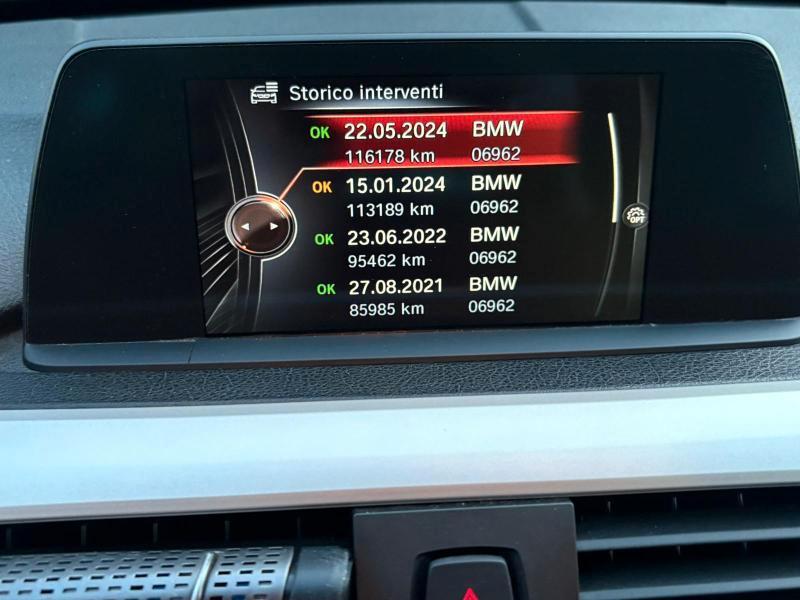 Storico interventi
OK 22.05.2024 BMW
116178 km 06962
OK 15.01.2024 BMW
113189 km 06962
OK 23.06.2022 BMW
95462 km 06962
OK 27.08.2021 BMW
85985 km 06962
OPT